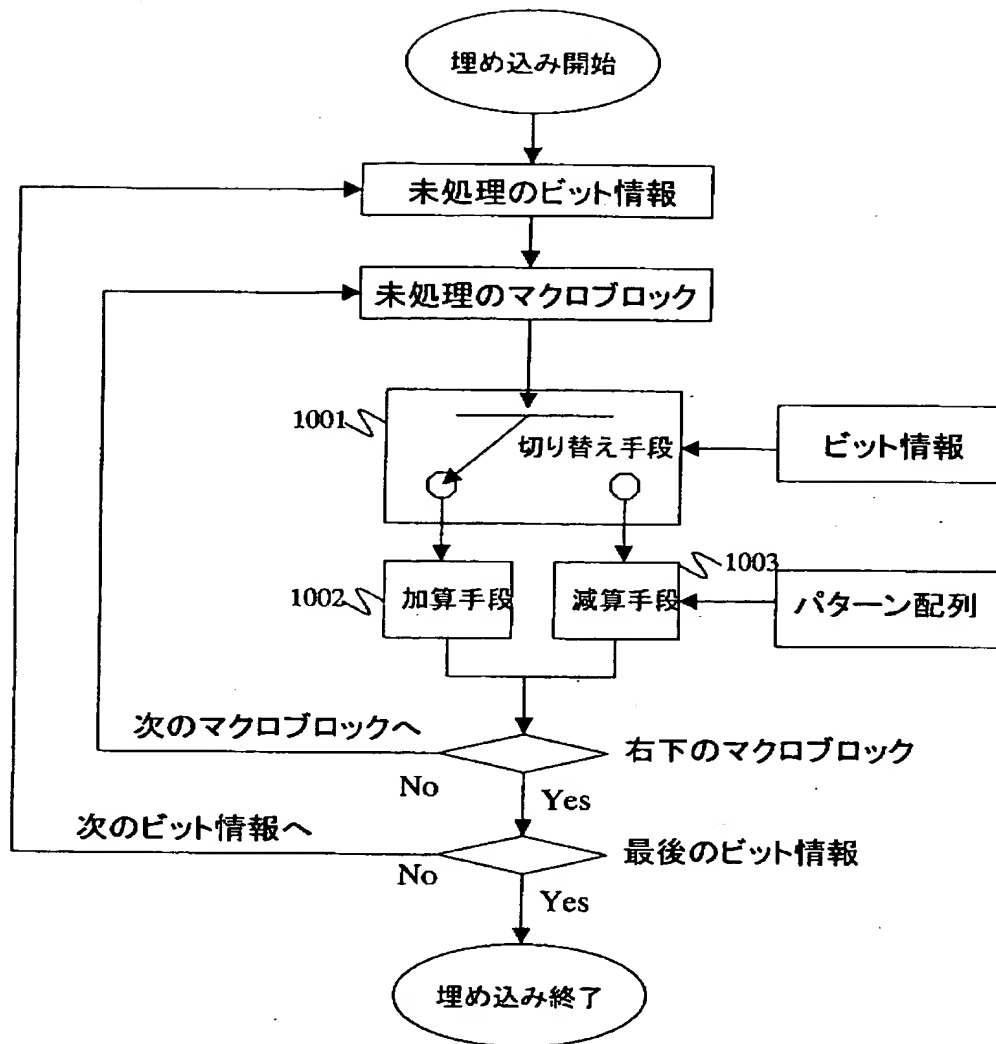 埋め込み開始
未処理のビット情報
未処理のマクロブロック
1001
切り替え手段
ビット情報
1002
加算手段
減算手段
1003
パターン配列
次のマクロブロックへ
右下のマクロブロック
No
Yes
次のビット情報へ
最後のビット情報
No
Yes
埋め込み終了